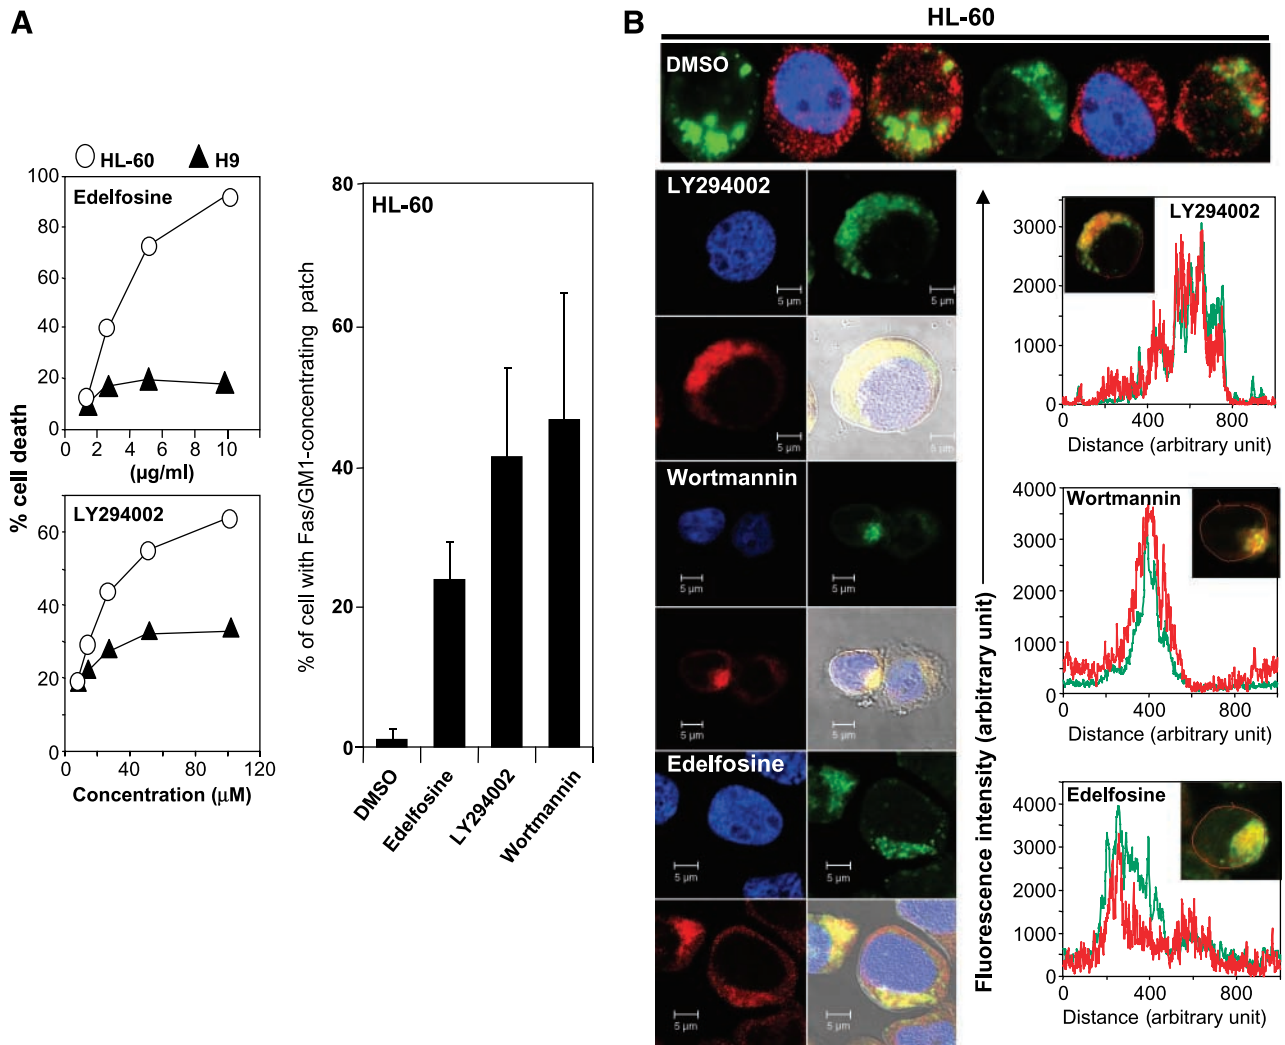 A
HL-60
H9
Edelfosine
100
80
60
40
20
0
0 2 4 6 8 10
(µg/ml)
% cell death
LY294002
60
40
20
0
0 40 80 120
Concentration (µM)
HL-60
80
60
40
20
0
% of cell with Fas/GM1-concentrating patch
DMSO
Edelfosine
LY294002
Wortmannin
B
HL-60
DMSO
LY294002
5 µm
5 µm
5 µm
5 µm
Wortmannin
5 µm
5 µm
5 µm
5 µm
Edelfosine
5 µm
5 µm
5 µm
5 µm
Fluorescence intensity (arbitrary unit)
LY294002
3000
2000
1000
0
0 400 800
Distance (arbitrary unit)
Wortmannin
4000
3000
2000
1000
0
0 400 800
Distance (arbitrary unit)
Edelfosine
4000
3000
2000
1000
0
0 400 800
Distance (arbitrary unit)